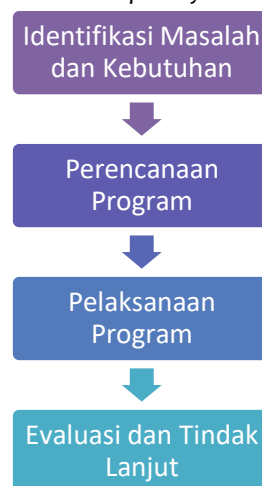 Identifikasi Masalah
dan Kebutuhan
Perencanaan
Program
Pelaksanaan
Program
Evaluasi dan Tindak
Lanjut